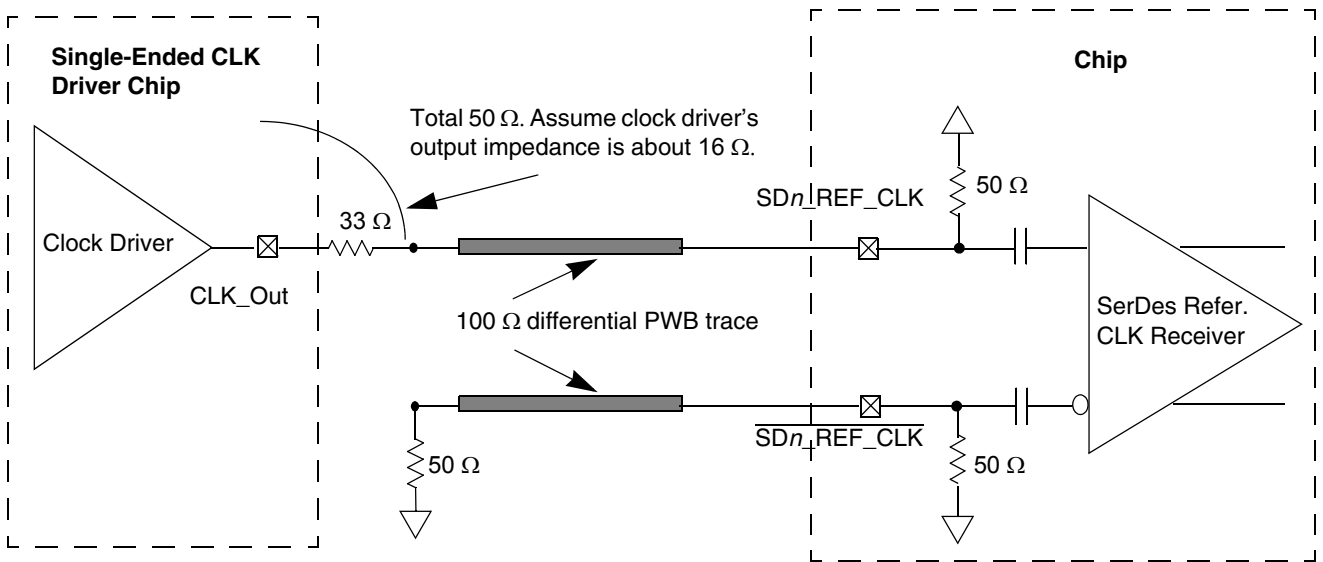 Single-Ended CLK
Driver Chip
Chip
Total 50 Ω. Assume clock driver’s
output impedance is about 16 Ω.
50 Ω
SDn_REF_CLK
33 Ω
Clock Driver
CLK_Out
SerDes Refer.
CLK Receiver
100 Ω differential PWB trace
SDn_REF_CLK
50 Ω
50 Ω